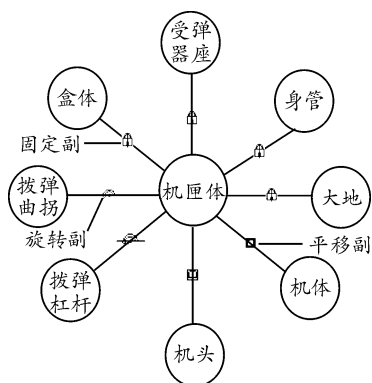 受弹
器座
盒体
身管
固定副
拨弹
曲拐
机匣体
大地
旋转副
平移副
拨弹
杠杆
机体
机头